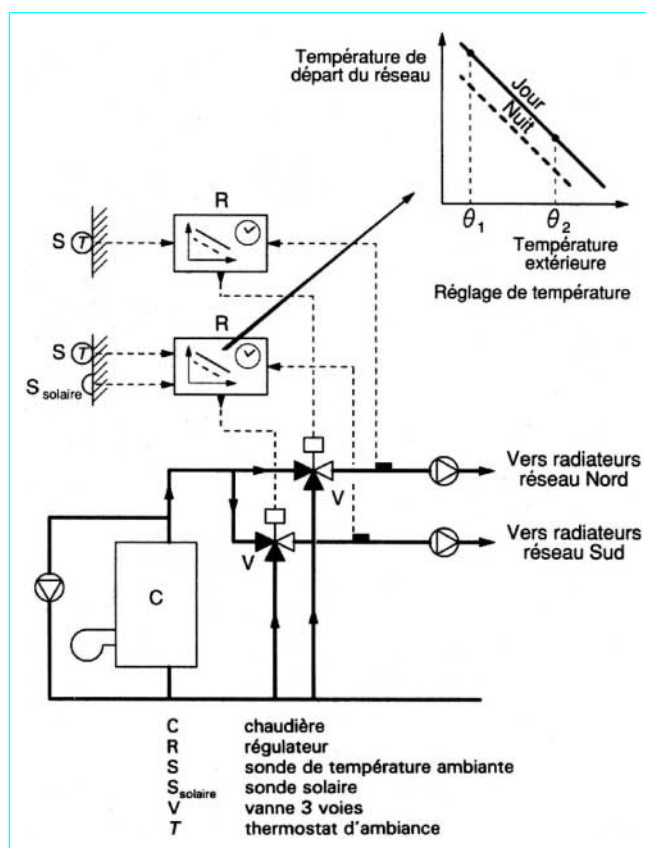 Température de
départ du réseau
Jour
Nuit
θ1
θ2
Température
extérieure
Réglage de température
R
S T
R
S T
S solaire
V
Vers radiateurs
réseau Nord
V
Vers radiateurs
réseau Sud
C
C chaudière
R régulateur
S sonde de température ambiante
Ssolaire sonde solaire
V vanne 3 voies
T thermostat d'ambiance